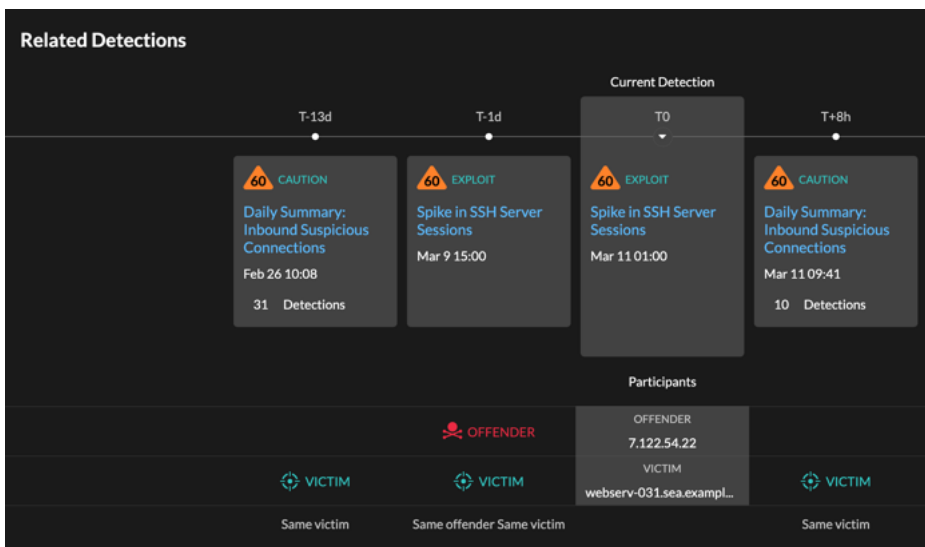 Related Detections
Current Detection
T-13d
T-1d
T0
T+8h
60 CAUTION
Daily Summary:
Inbound Suspicious
Connections
Feb 26 10:08
31 Detections
60 EXPLOIT
Spike in SSH Server
Sessions
Mar 9 15:00
60 EXPLOIT
Spike in SSH Server
Sessions
Mar 11 01:00
60 CAUTION
Daily Summary:
Inbound Suspicious
Connections
Mar 11 09:41
10 Detections
Participants
OFFENDER
OFFENDER
7.122.54.22
VICTIM
VICTIM
VICTIM
webserv-031.sea.exampl...
VICTIM
Same victim
Same offender Same victim
Same victim